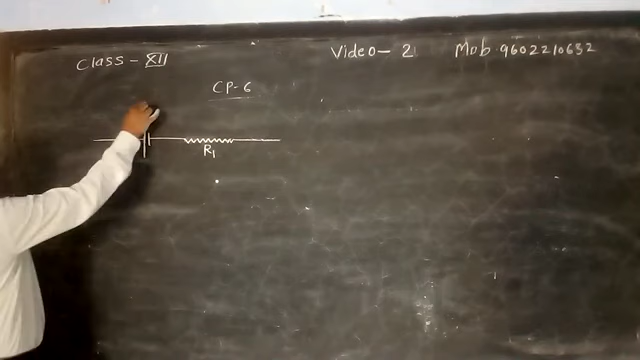 Class - XII
Video - 2
Mob. 9602210632
CP-6
R1